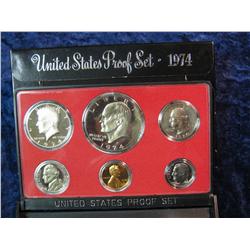 United States Proof Set · 1974
LIBERTY
1974
UNITED STATES PROOF SET